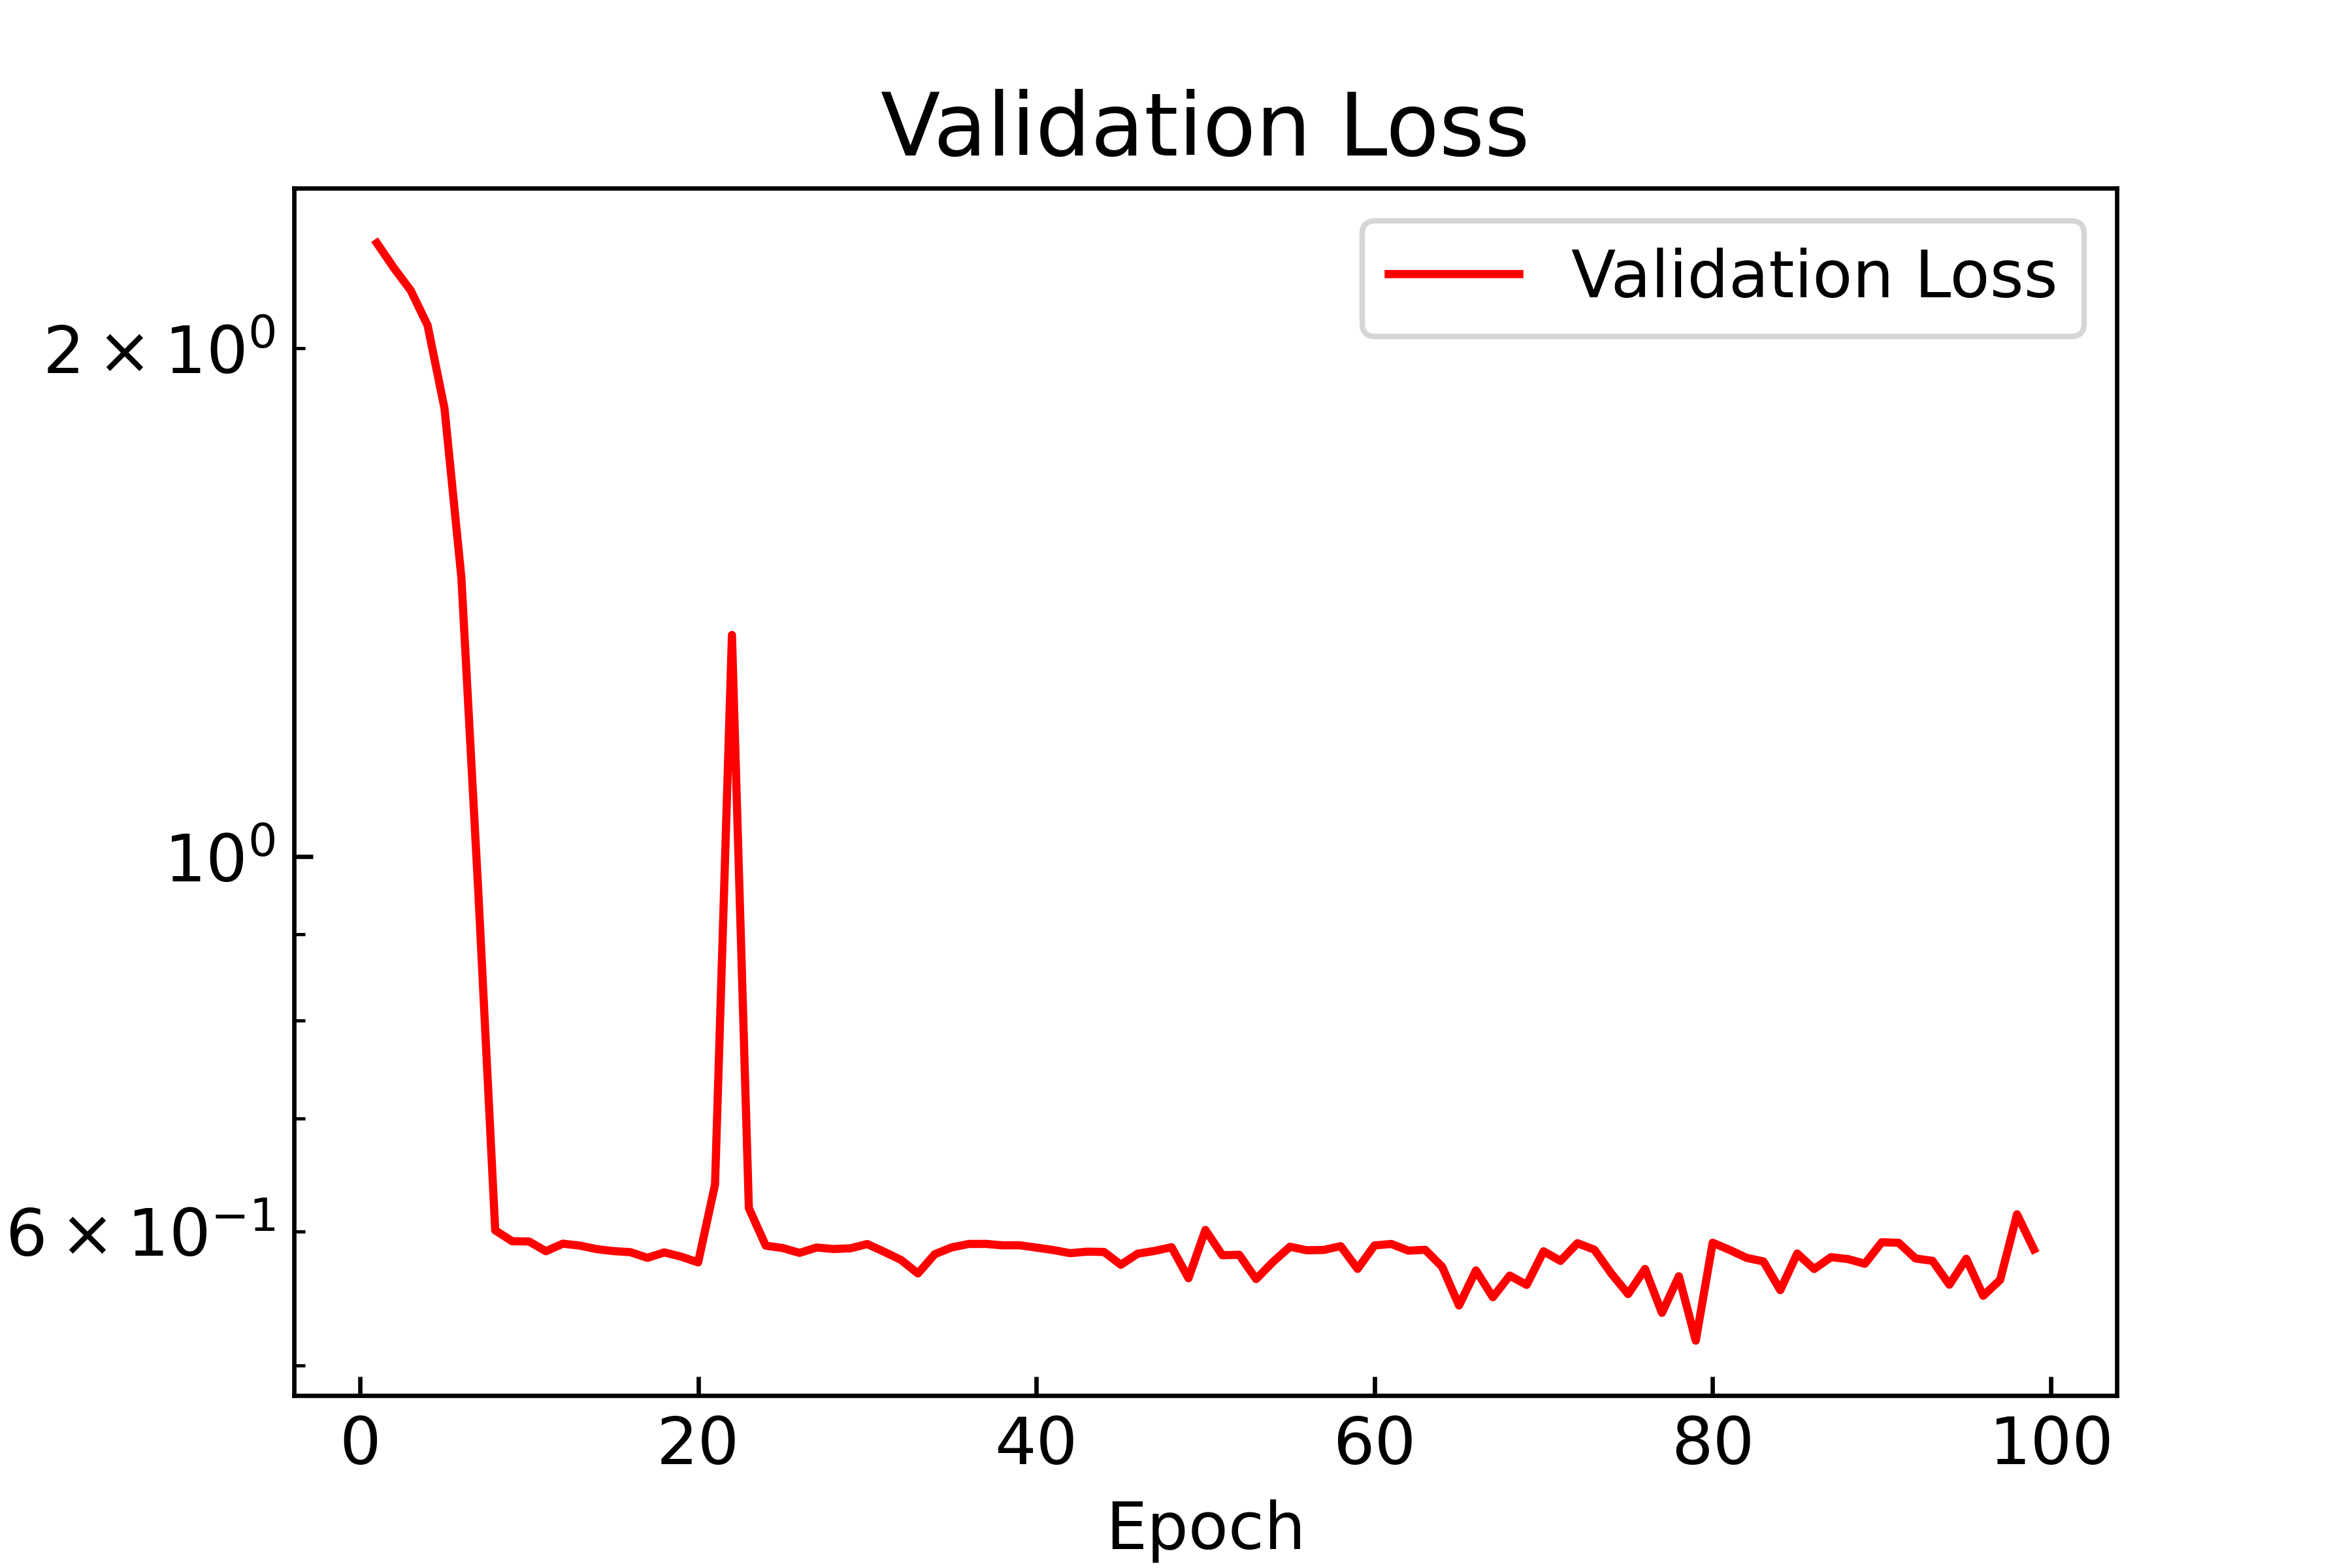 Validation Loss
Validation Loss
2 × 10⁰
10⁰
6 × 10⁻¹
0 20 40 60 80 100
Epoch